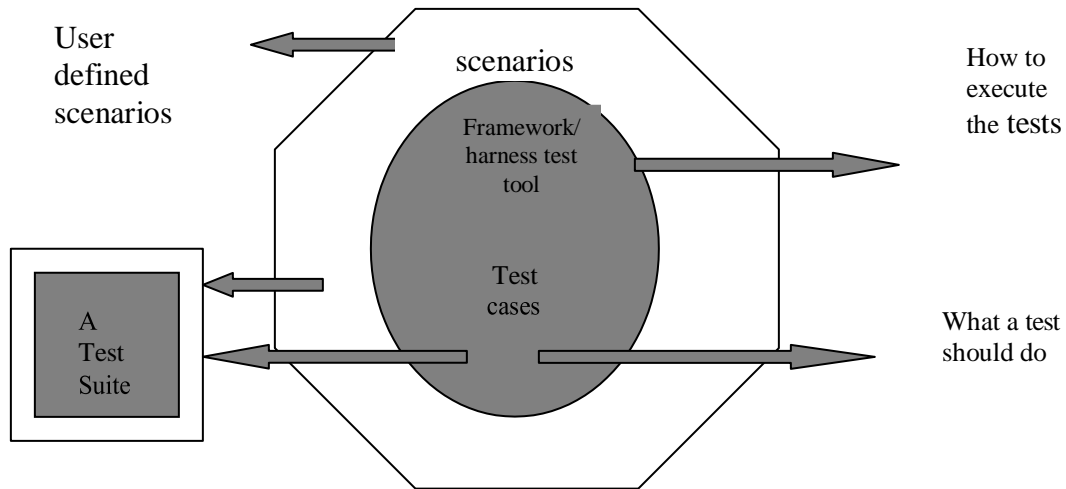 User
defined
scenarios
scenarios
How to
execute
the tests
Framework/
harness test
tool
Test
cases
A
Test
Suite
What a test
should do